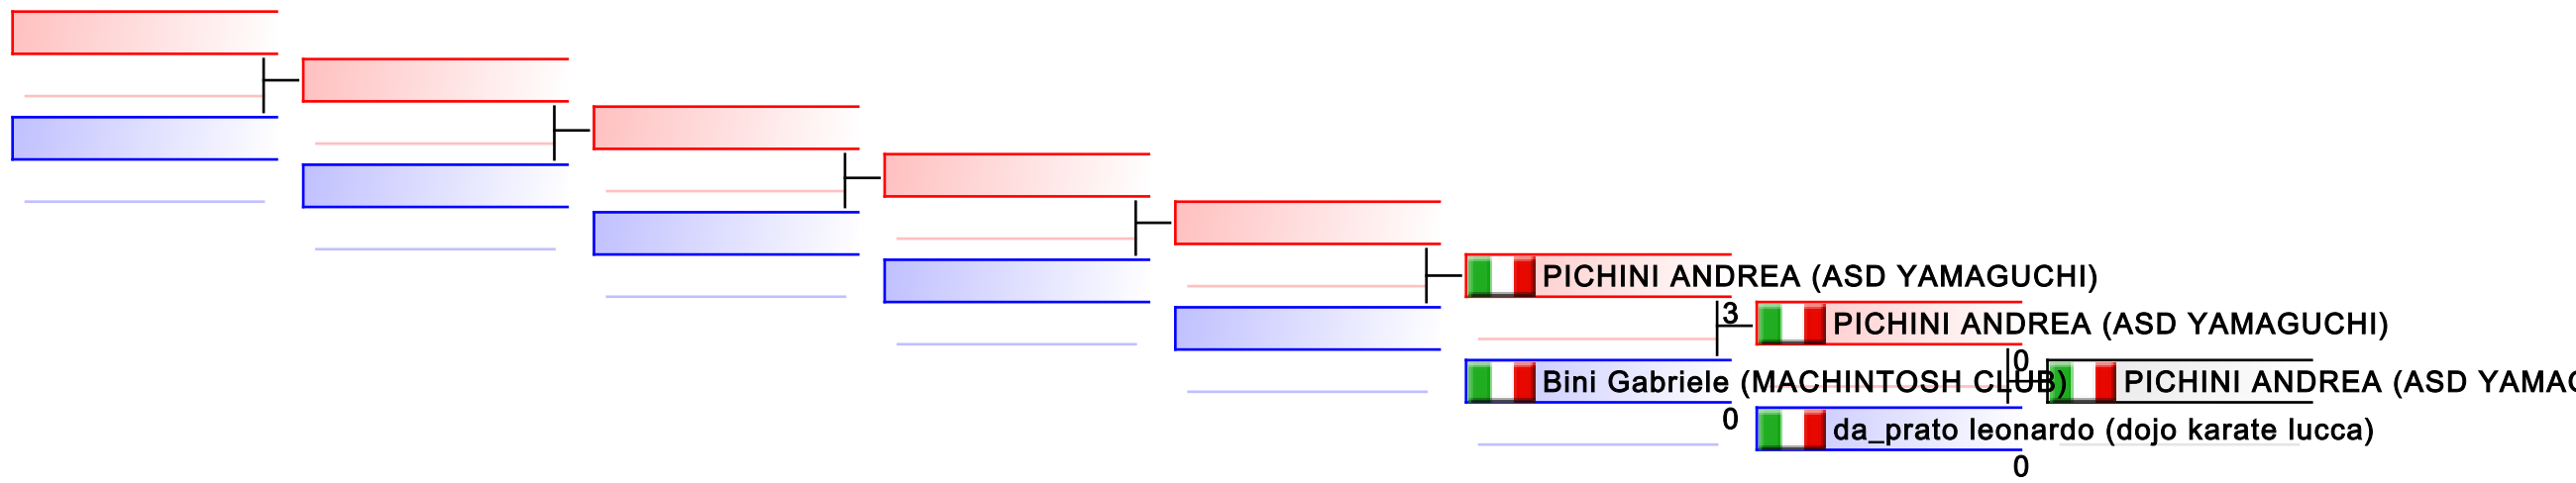 PICHINI ANDREA (ASD YAMAGUCHI)
3
PICHINI ANDREA (ASD YAMAGUCHI)
0
Bini Gabriele (MACHINTOSH CLUB)
PICHINI ANDREA (ASD YAMAG
0
da_prato leonardo (dojo karate lucca)
0